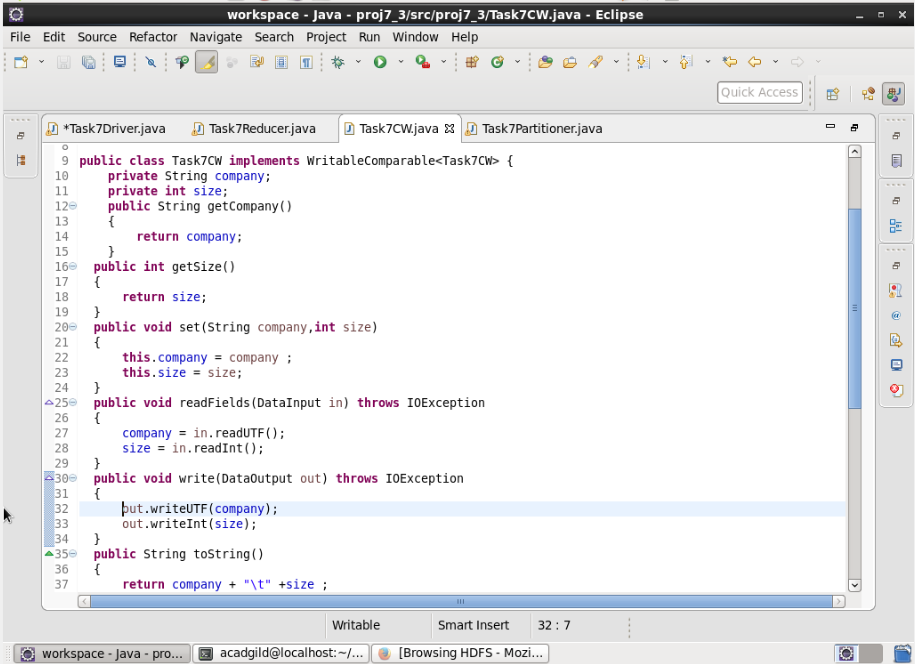 workspace - Java - proj7_3/src/proj7_3/Task7CW.java - Eclipse
File Edit Source Refactor Navigate Search Project Run Window Help
Quick Access
*Task7Driver.java Task7Reducer.java Task7CW.java Task7Partitioner.java
8
9 public class Task7CW implements WritableComparable<Task7CW> {
10 private String company;
11 private int size;
12 public String getCompany()
13 {
14 return company;
15 }
16 public int getSize()
17 {
18 return size;
19 }
20 public void set(String company,int size)
21 {
22 this.company = company ;
23 this.size = size;
24 }
25 public void readFields(DataInput in) throws IOException
26 {
27 company = in.readUTF();
28 size = in.readInt();
29 }
30 public void write(DataOutput out) throws IOException
31 {
32 out.writeUTF(company);
33 out.writeInt(size);
34 }
35 public String toString()
36 {
37 return company + "\t" +size ;
Writable Smart Insert 32 : 7
workspace - Java - pro... acadgild@localhost:~/... [Browsing HDFS - Mozi...